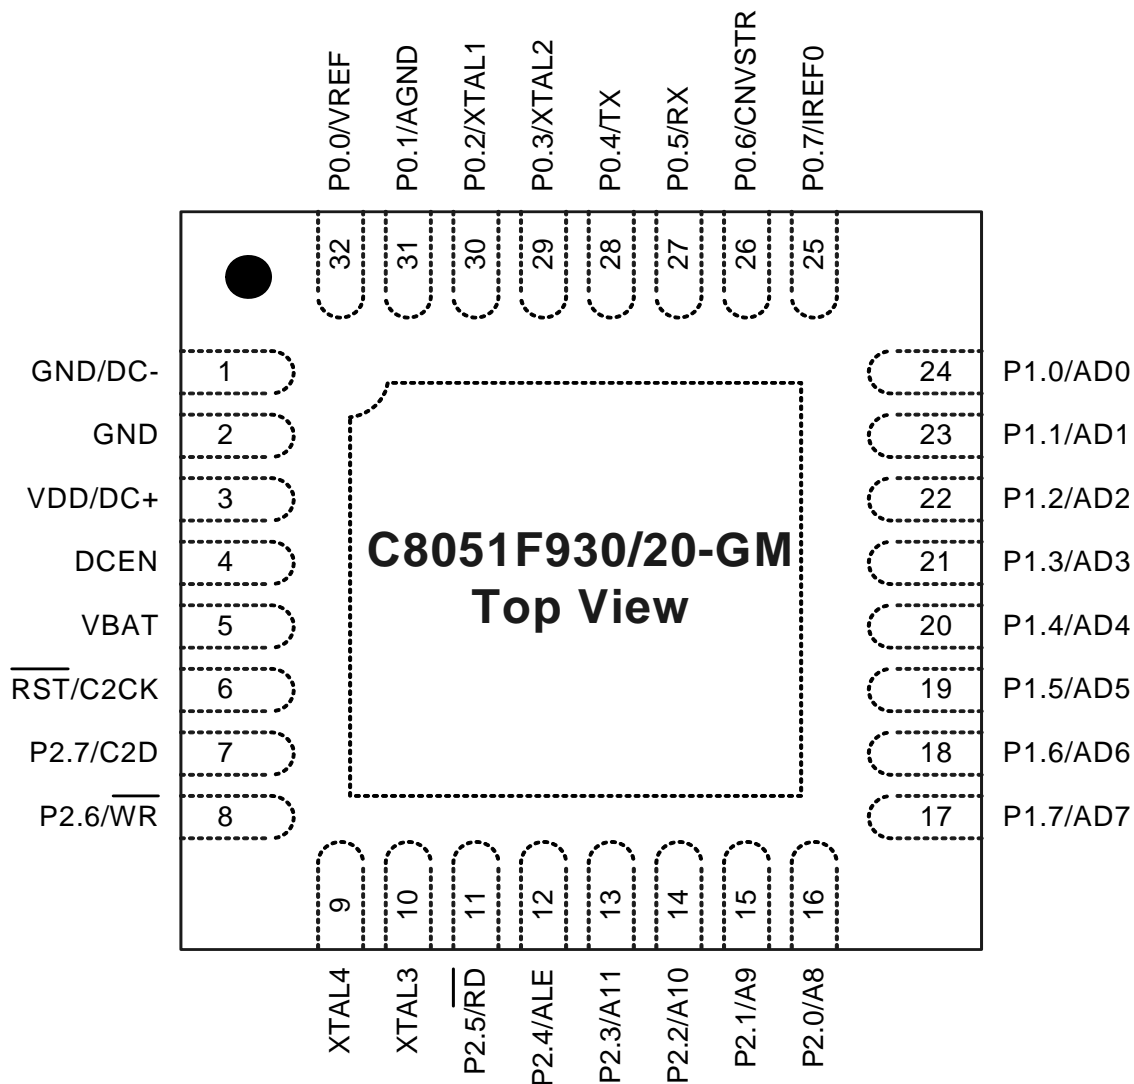 P0.0/VREF
P0.1/AGND
P0.2/XTAL1
P0.3/XTAL2
P0.4/TX
P0.5/RX
P0.6/CNVSTR
P0.7/IREF0
32
31
30
29
28
27
26
25
GND/DC-
1
GND
2
VDD/DC+
3
DCEN
4
VBAT
5
R̅S̅T̅/C2CK
6
P2.7/C2D
7
P2.6/W̅R̅
8
C8051F930/20-GM
Top View
24
P1.0/AD0
23
P1.1/AD1
22
P1.2/AD2
21
P1.3/AD3
20
P1.4/AD4
19
P1.5/AD5
18
P1.6/AD6
17
P1.7/AD7
9
10
11
12
13
14
15
16
XTAL4
XTAL3
P2.5/R̅D̅
P2.4/ALE
P2.3/A11
P2.2/A10
P2.1/A9
P2.0/A8